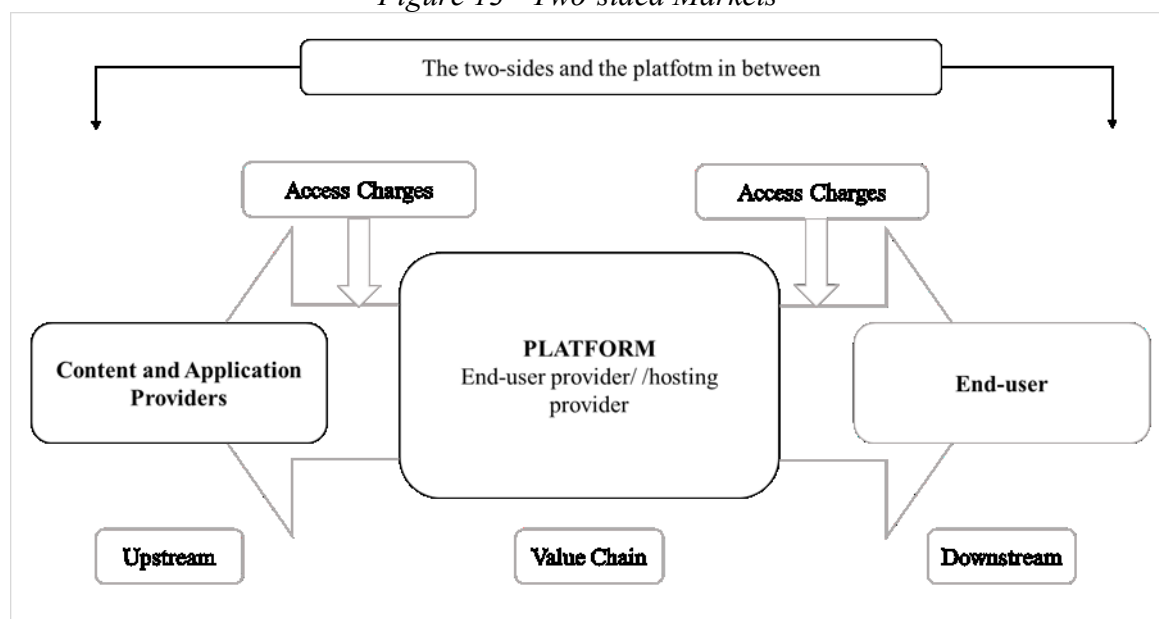 Figure 13 - Two-sided Markets
The two-sides and the platfotm in between
Access Charges
Access Charges
Content and Application
Providers
PLATFORM
End-user provider/ /hosting
provider
End-user
Upstream
Value Chain
Downstream